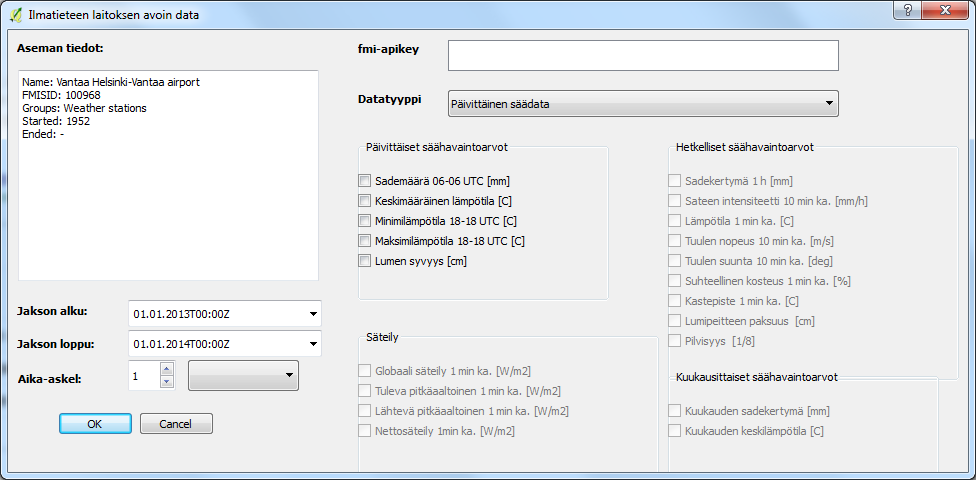 Ilmatieteen laitoksen avoin data
Aseman tiedot:
Name: Vantaa Helsinki-Vantaa airport
FMISID: 100968
Groups: Weather stations
Started: 1952
Ended: -
Jakson alku:
01.01.2013T00:00Z
Jakson loppu:
01.01.2014T00:00Z
Aika-askel:
1
OK
Cancel
fmi-apikey
Datatyyppi
Päivittäinen säädata
Päivittäiset säähavaintoarvot
Sademäärä 06-06 UTC [mm]
Keskimääräinen lämpötila [C]
Minimilämpötila 18-18 UTC [C]
Maksimilämpötila 18-18 UTC [C]
Lumen syvyys [cm]
Säteily
Globaali säteily 1 min ka. [W/m2]
Tuleva pitkäaaltoinen 1 min ka. [W/m2]
Lähtevä pitkäaaltoinen 1 min ka. [W/m2]
Nettosäteily 1min ka. [W/m2]
Hetkelliset säähavaintoarvot
Sadekertymä 1 h [mm]
Sateen intensiteetti 10 min ka. [mm/h]
Lämpötila 1 min ka. [C]
Tuulen nopeus 10 min ka. [m/s]
Tuulen suunta 10 min ka. [deg]
Suhteellinen kosteus 1 min ka. [%]
Kastepiste 1 min ka. [C]
Lumipeitteen paksuus [cm]
Pilvisyys [1/8]
Kuukausittaiset säähavaintoarvot
Kuukauden sadekertymä [mm]
Kuukauden keskilämpötila [C]